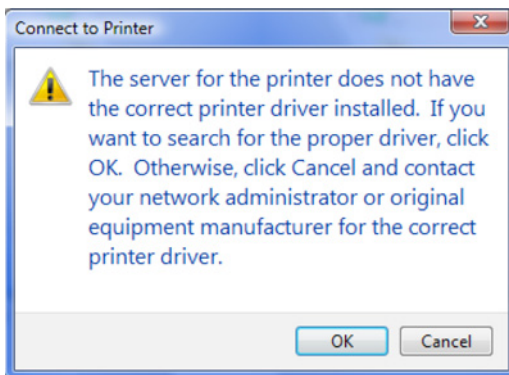 Connect to Printer
The server for the printer does not have
the correct printer driver installed. If you
want to search for the proper driver, click
OK. Otherwise, click Cancel and contact
your network administrator or original
equipment manufacturer for the correct
printer driver.
OK Cancel